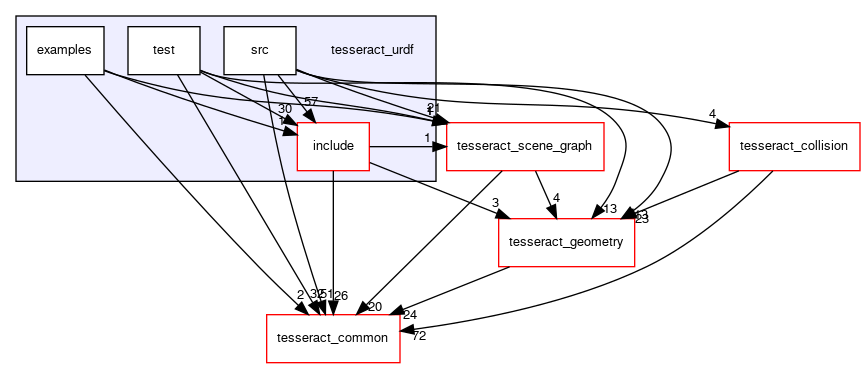 examples
test
src
tesseract_urdf
30
57
21
4
include
1
tesseract_scene_graph
tesseract_collision
3
4
13
23
tesseract_geometry
2
51
26
20
24
72
tesseract_common